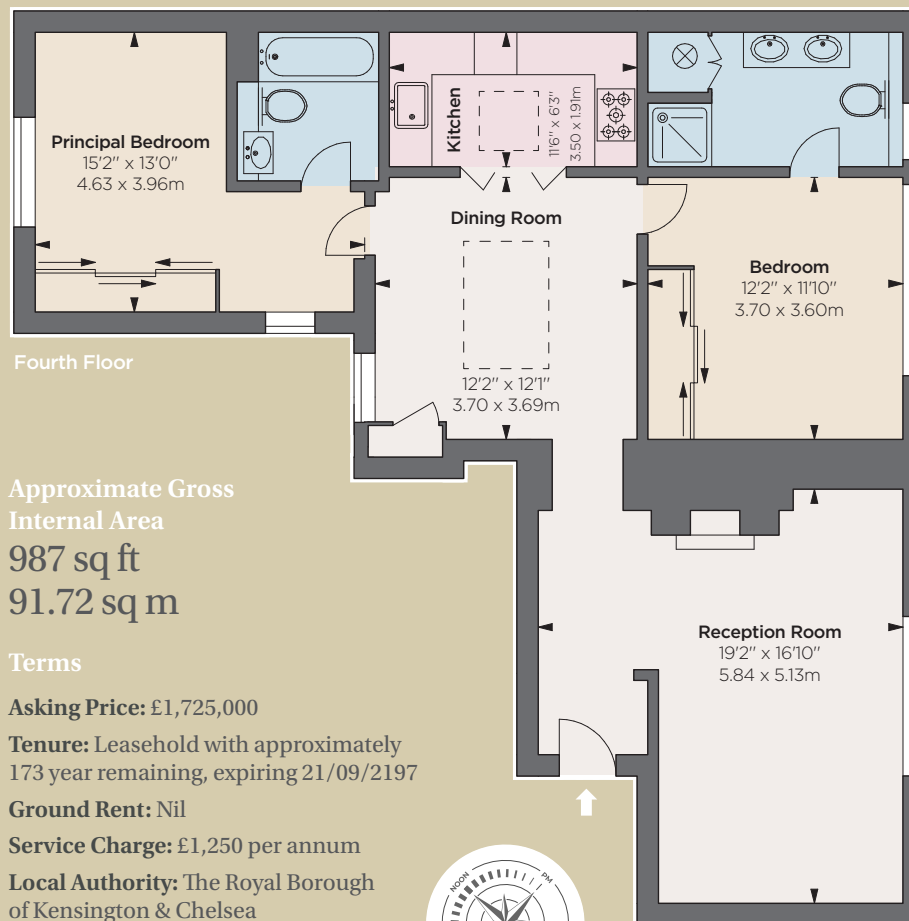 Principal Bedroom
15'2" x 13'0"
4.63 x 3.96m
Kitchen
11'6" x 6'3"
3.50 x 1.91m
Dining Room
12'2" x 12'1"
3.70 x 3.69m
Bedroom
12'2" x 11'10"
3.70 x 3.60m
Fourth Floor
Reception Room
19'2" x 16'10"
5.84 x 5.13m
Approximate Gross
Internal Area
987 sq ft
91.72 sq m
Terms
Asking Price: £1,725,000
Tenure: Leasehold with approximately
173 year remaining, expiring 21/09/2197
Ground Rent: Nil
Service Charge: £1,250 per annum
Local Authority: The Royal Borough
of Kensington & Chelsea
NOON
PM